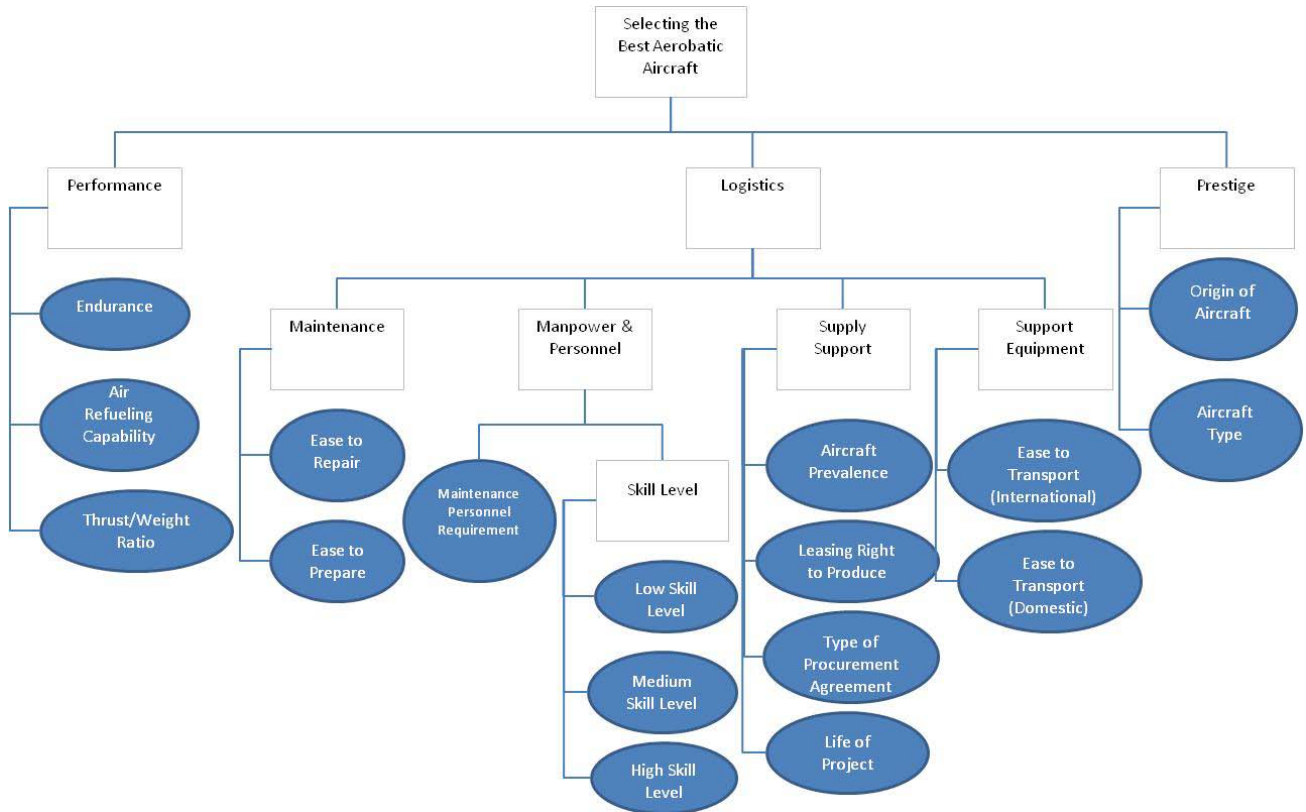 Selecting the
Best Aerobatic
Aircraft
Performance
Logistics
Prestige
Endurance
Air
Refueling
Capability
Thrust/Weight
Ratio
Maintenance
Ease to
Repair
Ease to
Prepare
Manpower &
Personnel
Maintenance
Personnel
Requirement
Skill Level
Low Skill
Level
Medium
Skill Level
High Skill
Level
Supply
Support
Aircraft
Prevalence
Leasing Right
to Produce
Type of
Procurement
Agreement
Life of
Project
Support
Equipment
Ease to
Transport
(International)
Ease to
Transport
(Domestic)
Origin of
Aircraft
Aircraft
Type